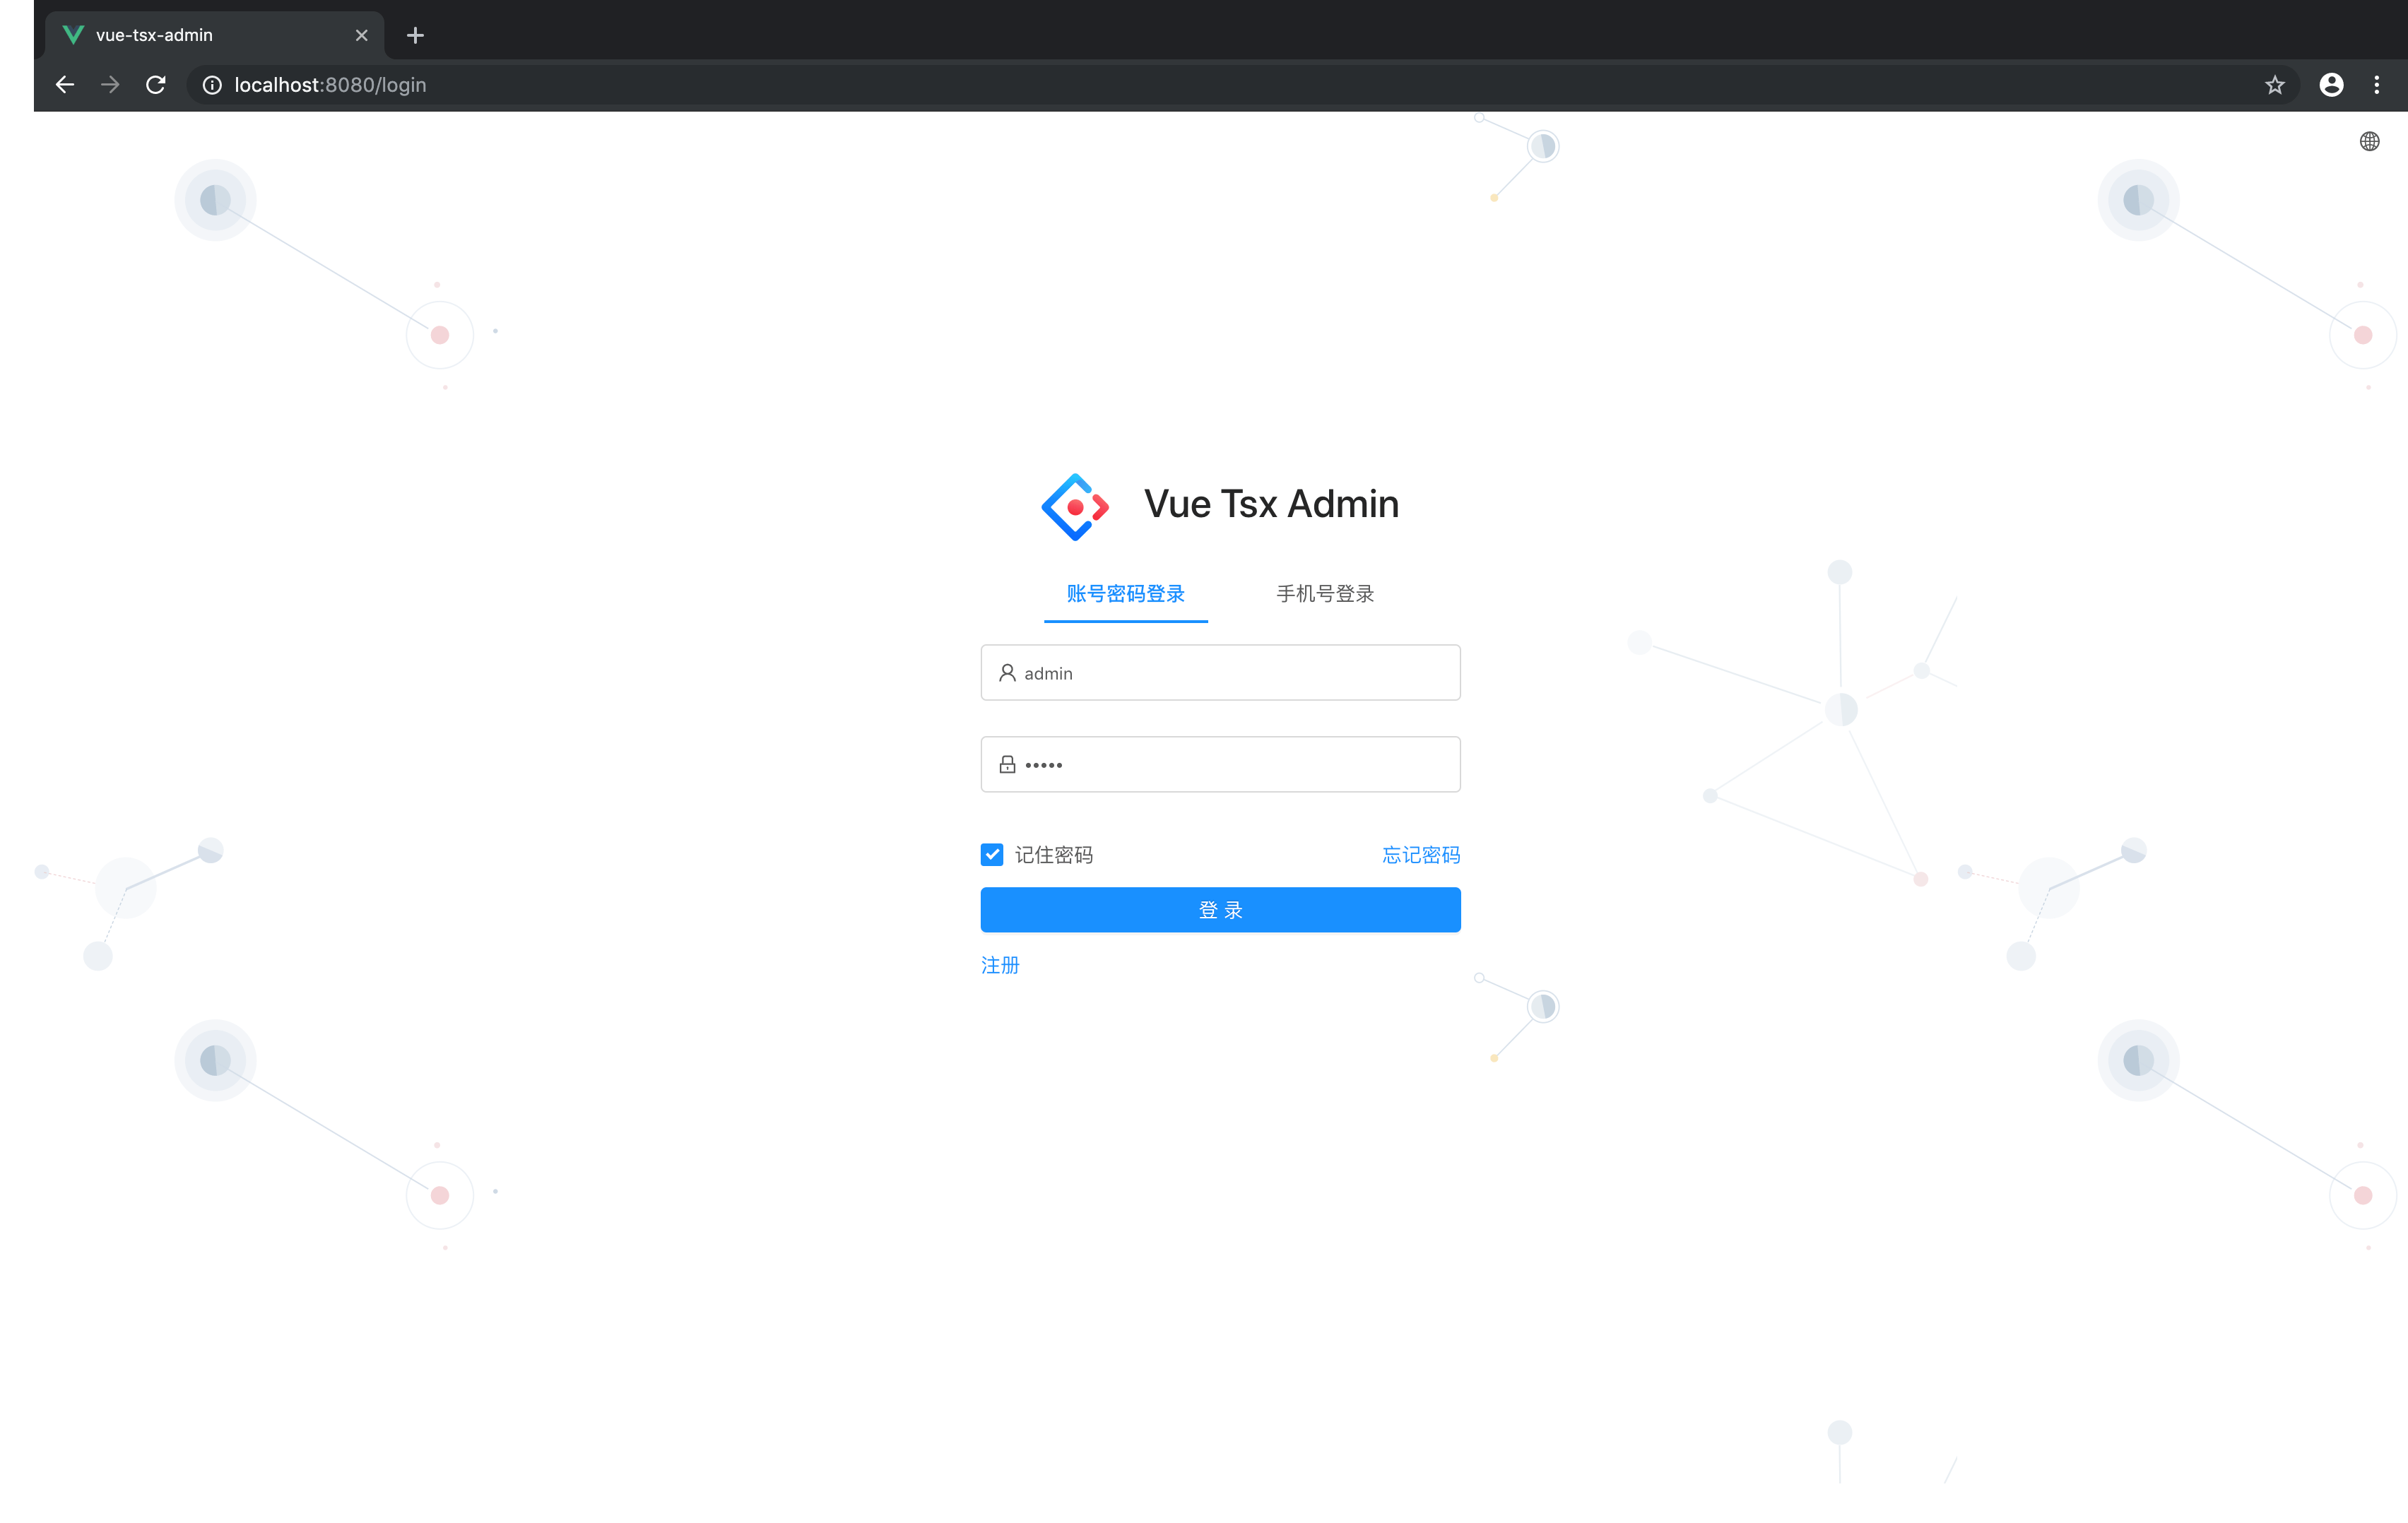 vue-tsx-admin
localhost:8080/login
Vue Tsx Admin
账号密码登录 手机号登录
admin
•••••
记住密码 忘记密码
登 录
注册